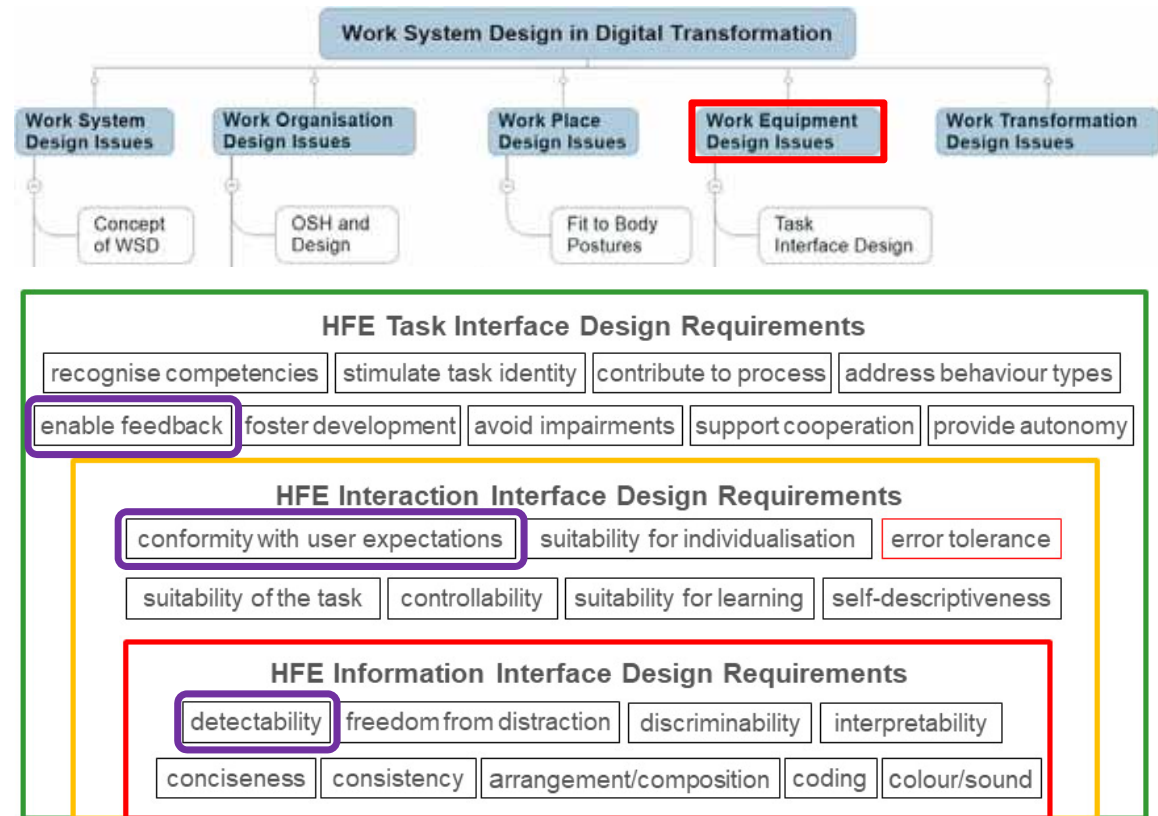 Work System Design in Digital Transformation
Work System
Design Issues
Work Organisation
Design Issues
Work Place
Design Issues
Work Equipment
Design Issues
Work Transformation
Design Issues
Concept
of WSD
OSH and
Design
Fit to Body
Postures
Task
Interface Design
HFE Task Interface Design Requirements
recognise competencies stimulate task identity contribute to process address behaviour types
enable feedback foster development avoid impairments support cooperation provide autonomy
HFE Interaction Interface Design Requirements
conformity with user expectations suitability for individualisation error tolerance
suitability of the task controllability suitability for learning self-descriptiveness
HFE Information Interface Design Requirements
detectability freedom from distraction discriminability interpretability
conciseness consistency arrangement/composition coding colour/sound